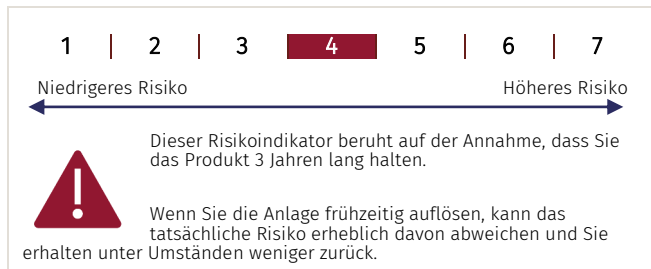 1 | 2 | 3 | 4 | 5 | 6 | 7
Niedrigeres Risiko Höheres Risiko
Dieser Risikoindikator beruht auf der Annahme, dass Sie
das Produkt 3 Jahren lang halten.
Wenn Sie die Anlage frühzeitig auflösen, kann das
tatsächliche Risiko erheblich davon abweichen und Sie
erhalten unter Umständen weniger zurück.